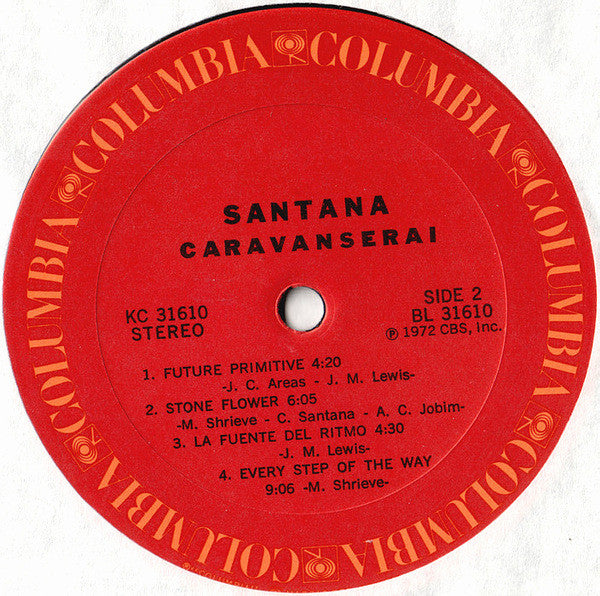 COLUMBIA COLUMBIA COLUMBIA COLUMBIA COLUMBIA COLUMBIA COLUMBIA
SANTANA
CARAVANSERAI
KC 31610
STEREO
SIDE 2
BL 31610
℗ 1972 CBS, Inc.
1. FUTURE PRIMITIVE 4:20
-J. C. Areas - J. M. Lewis-
2. STONE FLOWER 6:05
-M. Shrieve - C. Santana - A. C. Jobim-
3. LA FUENTE DEL RITMO 4:30
-J. M. Lewis-
4. EVERY STEP OF THE WAY
9:06 -M. Shrieve-